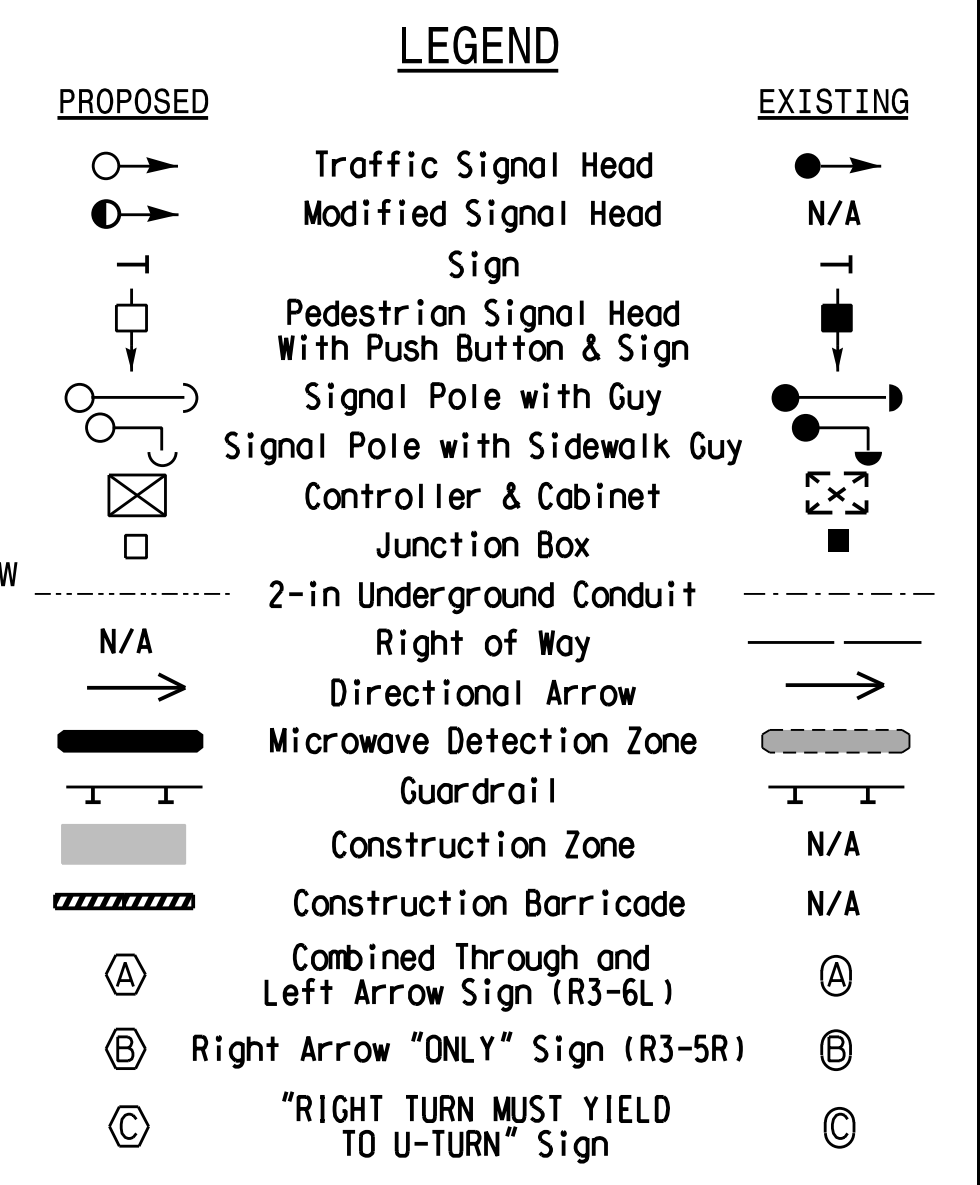 LEGEND
PROPOSED EXISTING
Traffic Signal Head
Modified Signal Head N/A
Sign
Pedestrian Signal Head
With Push Button & Sign
Signal Pole with Guy
Signal Pole with Sidewalk Guy
Controller & Cabinet
Junction Box
W
2-in Underground Conduit
N/A Right of Way
Directional Arrow
Microwave Detection Zone
Guardrail
Construction Zone N/A
Construction Barricade N/A
Combined Through and
A Left Arrow Sign (R3-6L) A
B Right Arrow "ONLY" Sign (R3-5R) B
"RIGHT TURN MUST YIELD
C TO U-TURN" Sign C